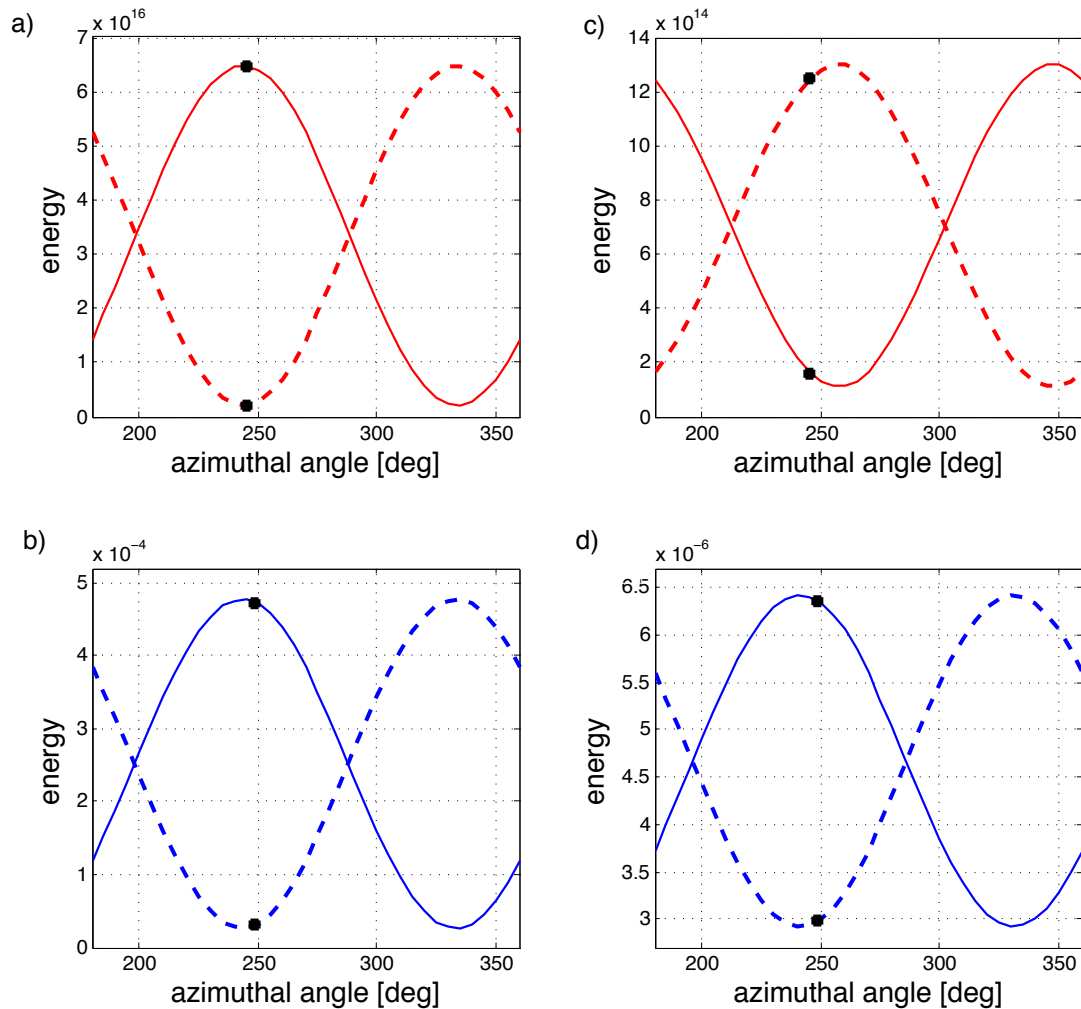 a)
x 10^16
7
6
5
4
3
2
1
0
energy
200 250 300 350
azimuthal angle [deg]
c)
x 10^14
14
12
10
8
6
4
2
0
energy
200 250 300 350
azimuthal angle [deg]
b)
x 10^−4
5
4
3
2
1
0
energy
200 250 300 350
azimuthal angle [deg]
d)
x 10^−6
6.5
6
5.5
5
4.5
4
3.5
3
energy
200 250 300 350
azimuthal angle [deg]